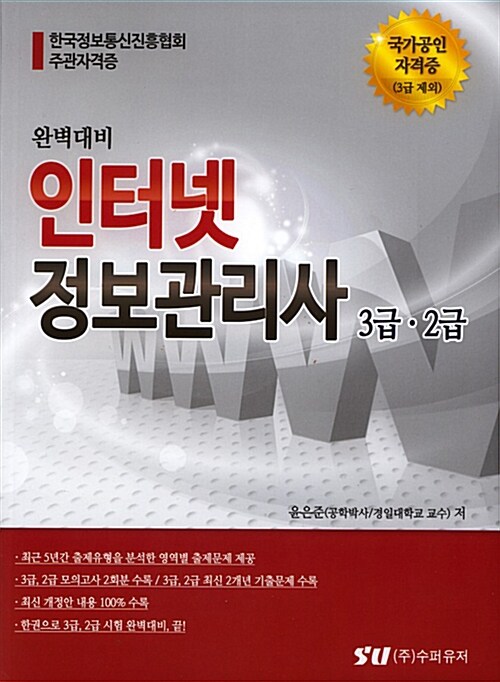 한국정보통신진흥협회
주관자격증
국가공인
자격증
(3급 제외)
완벽대비
인터넷
정보관리사 3급·2급
WWW
윤은준(공학박사/경일대학교 교수) 저
· 최근 5년간 출제유형을 분석한 영역별 출제문제 제공
· 3급, 2급 모의고사 2회분 수록 / 3급, 2급 최신 2개년 기출문제 수록
· 최신 개정안 내용 100% 수록
· 한권으로 3급, 2급 시험 완벽대비, 끝!
SU (주)수퍼유저